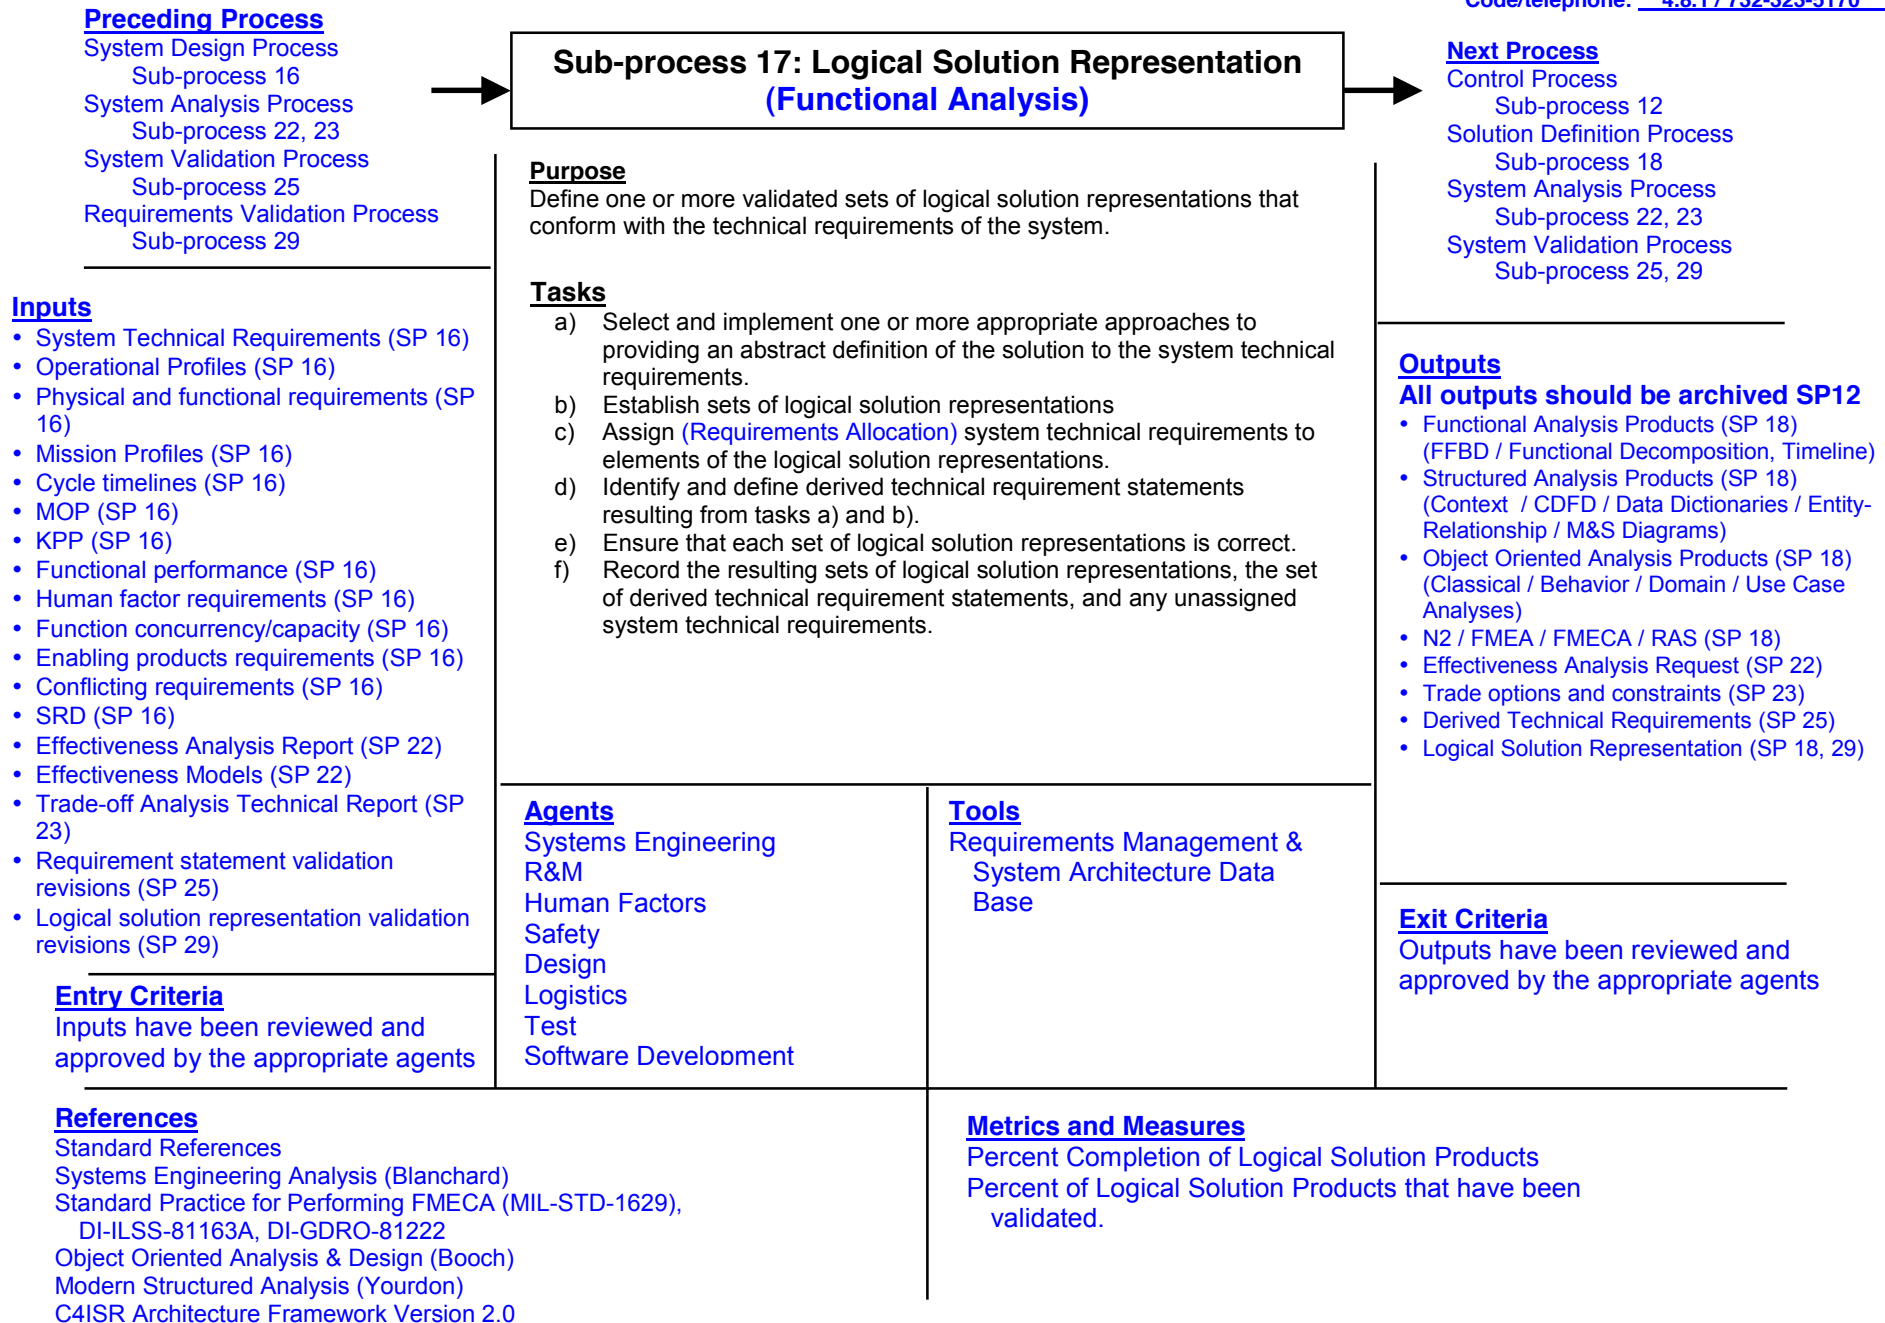 Code/telephone: 4.8.1 / 732-323-5170
Preceding Process
System Design Process
Sub-process 16
System Analysis Process
Sub-process 22, 23
System Validation Process
Sub-process 25
Requirements Validation Process
Sub-process 29
Sub-process 17: Logical Solution Representation
(Functional Analysis)
Next Process
Control Process
Sub-process 12
Solution Definition Process
Sub-process 18
System Analysis Process
Sub-process 22, 23
System Validation Process
Sub-process 25, 29
Inputs
• System Technical Requirements (SP 16)
• Operational Profiles (SP 16)
• Physical and functional requirements (SP
16)
• Mission Profiles (SP 16)
• Cycle timelines (SP 16)
• MOP (SP 16)
• KPP (SP 16)
• Functional performance (SP 16)
• Human factor requirements (SP 16)
• Function concurrency/capacity (SP 16)
• Enabling products requirements (SP 16)
• Conflicting requirements (SP 16)
• SRD (SP 16)
• Effectiveness Analysis Report (SP 22)
• Effectiveness Models (SP 22)
• Trade-off Analysis Technical Report (SP
23)
• Requirement statement validation
revisions (SP 25)
• Logical solution representation validation
revisions (SP 29)
Entry Criteria
Inputs have been reviewed and
approved by the appropriate agents
Purpose
Define one or more validated sets of logical solution representations that
conform with the technical requirements of the system.
Tasks
a) Select and implement one or more appropriate approaches to
providing an abstract definition of the solution to the system technical
requirements.
b) Establish sets of logical solution representations
c) Assign (Requirements Allocation) system technical requirements to
elements of the logical solution representations.
d) Identify and define derived technical requirement statements
resulting from tasks a) and b).
e) Ensure that each set of logical solution representations is correct.
f) Record the resulting sets of logical solution representations, the set
of derived technical requirement statements, and any unassigned
system technical requirements.
Agents
Systems Engineering
R&M
Human Factors
Safety
Design
Logistics
Test
Software Development
Tools
Requirements Management &
System Architecture Data
Base
Outputs
All outputs should be archived SP12
• Functional Analysis Products (SP 18)
(FFBD / Functional Decomposition, Timeline)
• Structured Analysis Products (SP 18)
(Context / CDFD / Data Dictionaries / Entity-
Relationship / M&S Diagrams)
• Object Oriented Analysis Products (SP 18)
(Classical / Behavior / Domain / Use Case
Analyses)
• N2 / FMEA / FMECA / RAS (SP 18)
• Effectiveness Analysis Request (SP 22)
• Trade options and constraints (SP 23)
• Derived Technical Requirements (SP 25)
• Logical Solution Representation (SP 18, 29)
Exit Criteria
Outputs have been reviewed and
approved by the appropriate agents
References
Standard References
Systems Engineering Analysis (Blanchard)
Standard Practice for Performing FMECA (MIL-STD-1629),
DI-ILSS-81163A, DI-GDRO-81222
Object Oriented Analysis & Design (Booch)
Modern Structured Analysis (Yourdon)
C4ISR Architecture Framework Version 2.0
Metrics and Measures
Percent Completion of Logical Solution Products
Percent of Logical Solution Products that have been
validated.